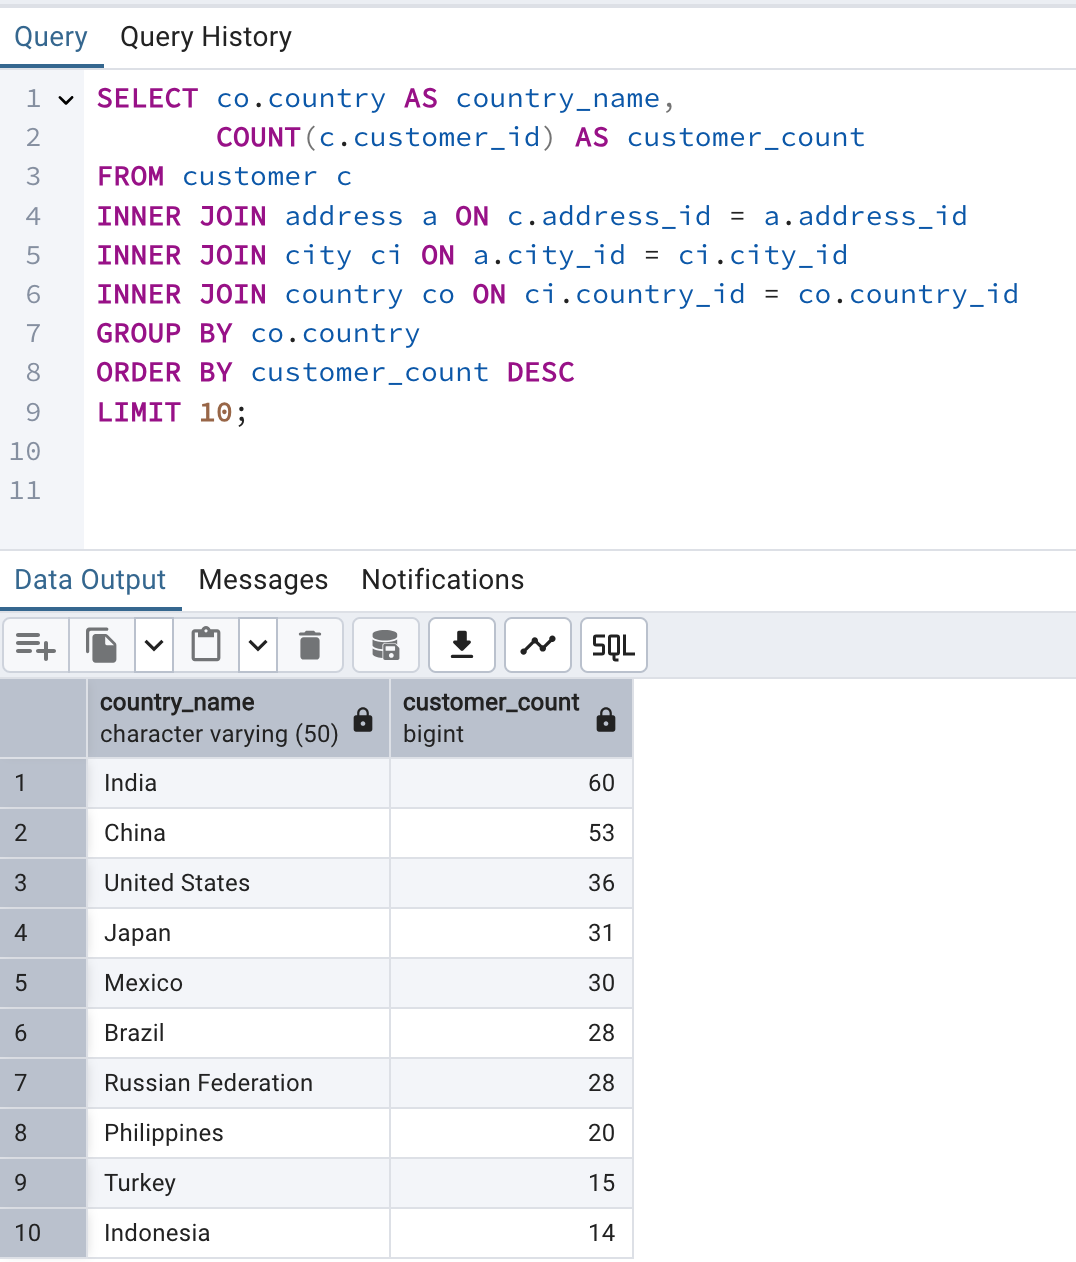 Query Query History
1 SELECT co.country AS country_name,
2 COUNT(c.customer_id) AS customer_count
3 FROM customer c
4 INNER JOIN address a ON c.address_id = a.address_id
5 INNER JOIN city ci ON a.city_id = ci.city_id
6 INNER JOIN country co ON ci.country_id = co.country_id
7 GROUP BY co.country
8 ORDER BY customer_count DESC
9 LIMIT 10;
10
11
Data Output Messages Notifications
SQL
country_name customer_count
character varying (50) bigint
1 India 60
2 China 53
3 United States 36
4 Japan 31
5 Mexico 30
6 Brazil 28
7 Russian Federation 28
8 Philippines 20
9 Turkey 15
10 Indonesia 14